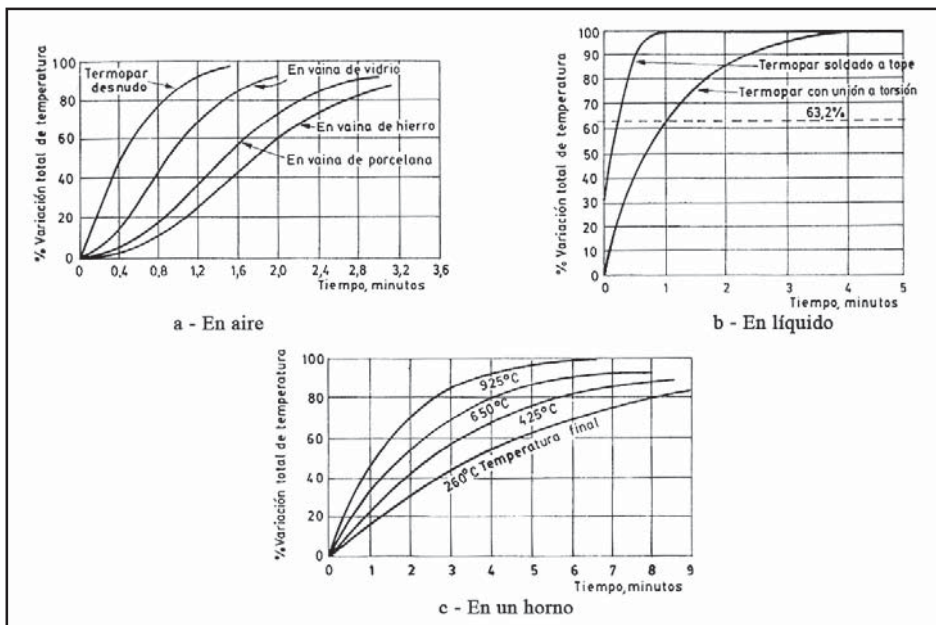 % Variación total de temperatura
100
80
60
40
20
0
Termopar
desnudo
En vaina de vidrio
En vaina de hierro
En vaina de porcelana
0 0,4 0,8 1,2 1,6 2,0 2,4 2,8 3,2 3,6
Tiempo, minutos
a - En aire
% Variación total de temperatura
100
90
80
70
60
50
40
30
20
10
0
Termopar soldado a tope
Termopar con unión a torsión
63,2%
0 1 2 3 4 5
Tiempo, minutos
b - En líquido
% Variación total de temperatura
100
80
60
40
20
0
925°C
650°C
425°C
260°C Temperatura final
0 1 2 3 4 5 6 7 8 9
Tiempo, minutos
c - En un horno